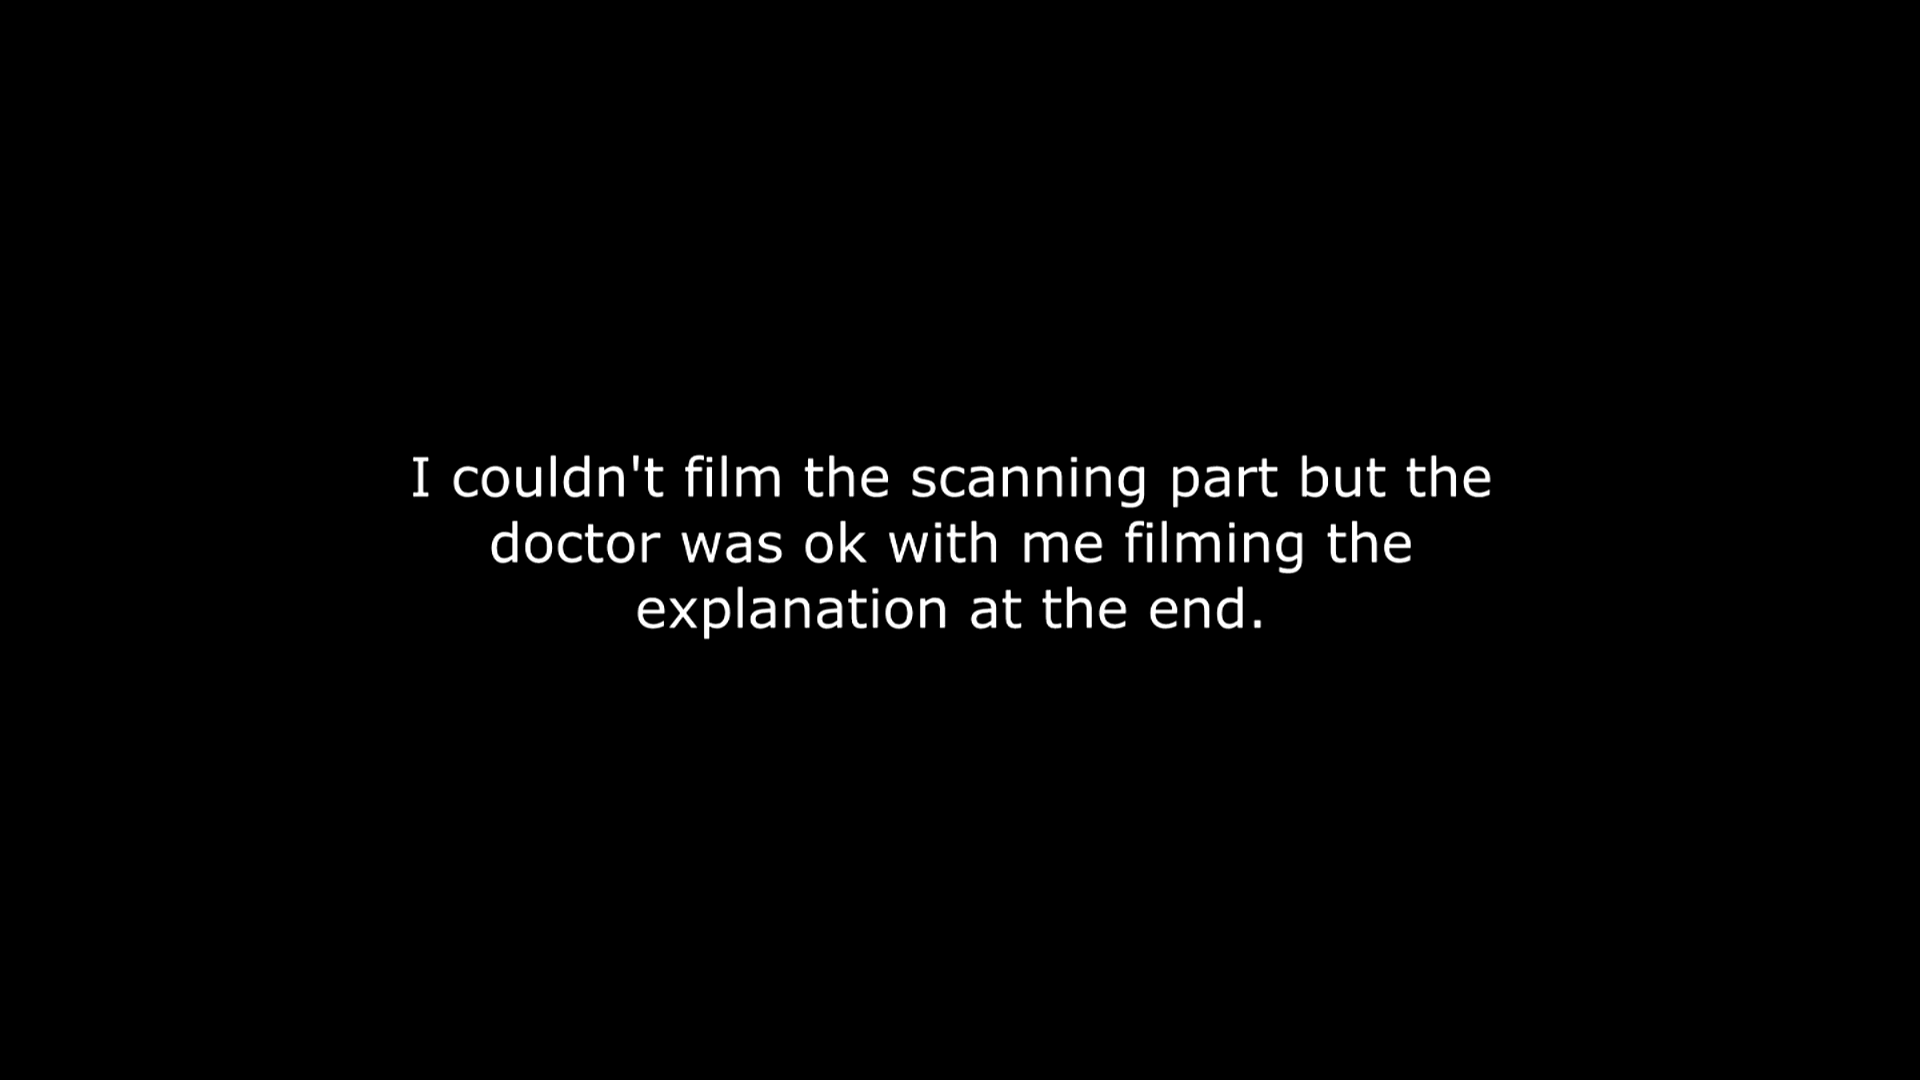 I couldn't film the scanning part but the
doctor was ok with me filming the
explanation at the end.